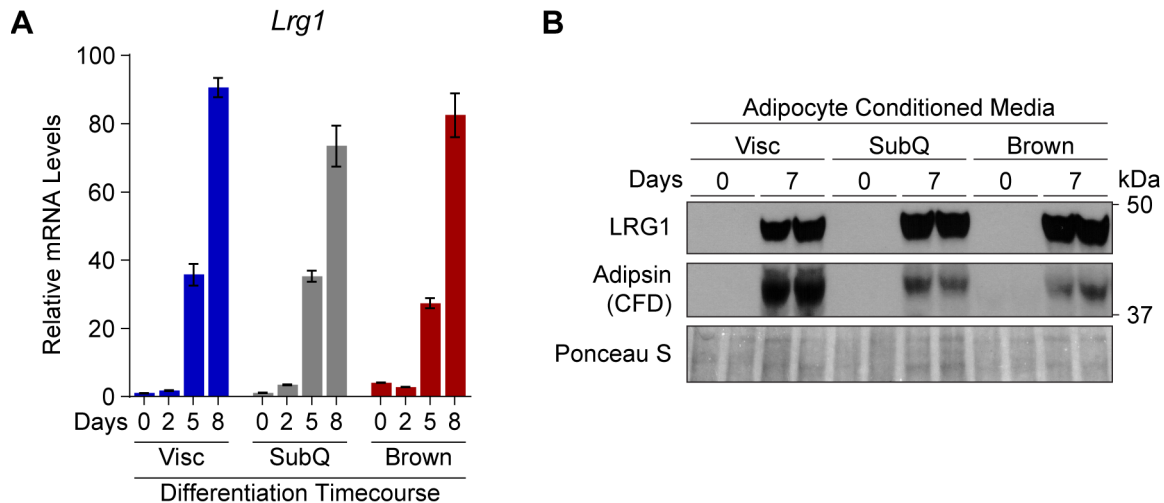 A
Lrg1
Relative mRNA Levels
100
80
60
40
20
0
Days 0 2 5 8 0 2 5 8 0 2 5 8
Visc SubQ Brown
Differentiation Timecourse
B
Adipocyte Conditioned Media
Visc SubQ Brown
Days 0 7 0 7 0 7 kDa
LRG1 50
Adipsin
(CFD) 37
Ponceau S